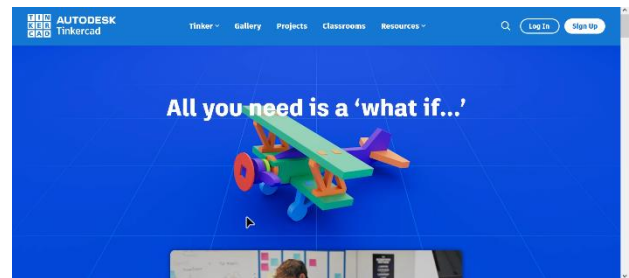 TIN
KER
CAD
AUTODESK
Tinkercad
Tinker Gallery Projects Classrooms Resources Log In Sign Up
All you need is a ‘what if...’